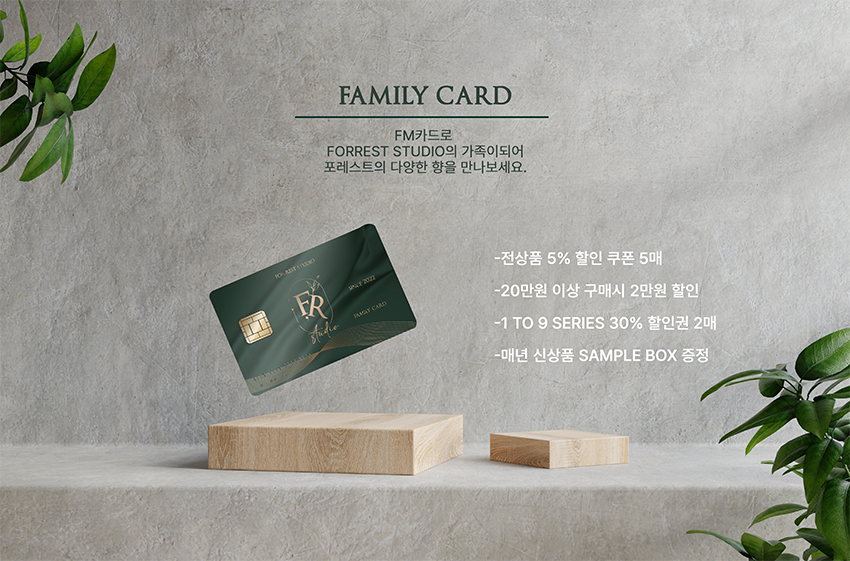 FAMILY CARD
FM카드로
FORREST STUDIO의 가족이되어
포레스트의 다양한 향을 만나보세요.
FORREST STUDIO
SINCE 2022
FR
studio
FAMILY CARD
-전상품 5% 할인 쿠폰 5매
-20만원 이상 구매시 2만원 할인
-1 TO 9 SERIES 30% 할인권 2매
-매년 신상품 SAMPLE BOX 증정